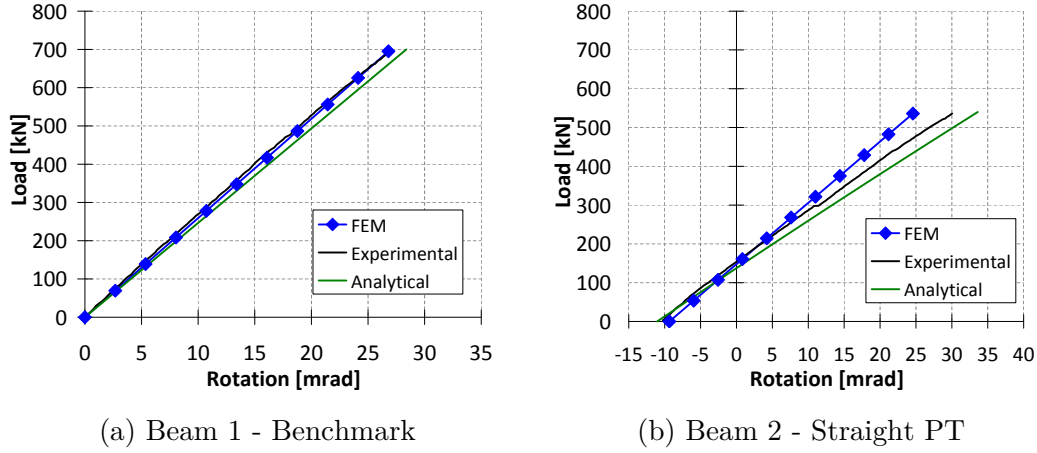 800
700
600
500
400
300
200
100
0
Load [kN]
0 5 10 15 20 25 30 35
Rotation [mrad]
FEM
Experimental
Analytical
(a) Beam 1 - Benchmark
800
700
600
500
400
300
200
100
0
Load [kN]
-15 -10 -5 0 5 10 15 20 25 30 35 40
Rotation [mrad]
FEM
Experimental
Analytical
(b) Beam 2 - Straight PT